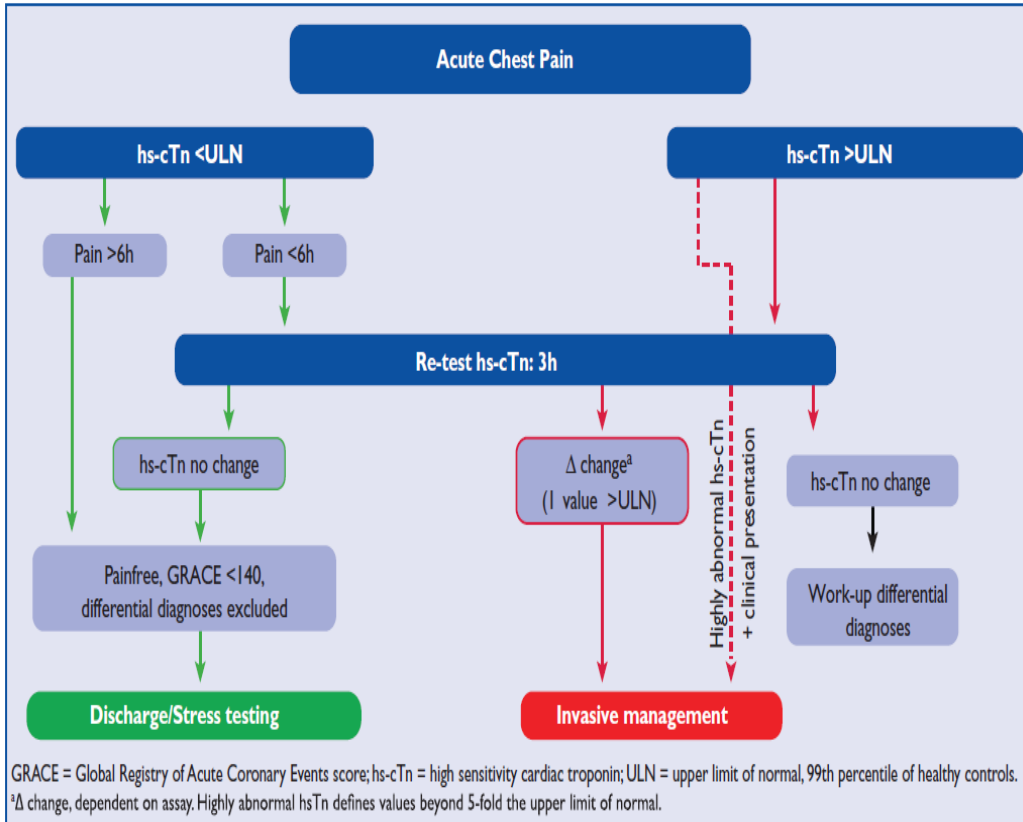 Acute Chest Pain
hs-cTn <ULN
hs-cTn >ULN
Pain >6h
Pain <6h
Re-test hs-cTn: 3h
hs-cTn no change
Δ change^a
(1 value >ULN)
Highly abnormal hs-cTn
+ clinical presentation
hs-cTn no change
Painfree, GRACE <140,
differential diagnoses excluded
Work-up differential
diagnoses
Discharge/Stress testing
Invasive management
GRACE = Global Registry of Acute Coronary Events score; hs-cTn = high sensitivity cardiac troponin; ULN = upper limit of normal, 99th percentile of healthy controls.
^aΔ change, dependent on assay. Highly abnormal hsTn defines values beyond 5-fold the upper limit of normal.